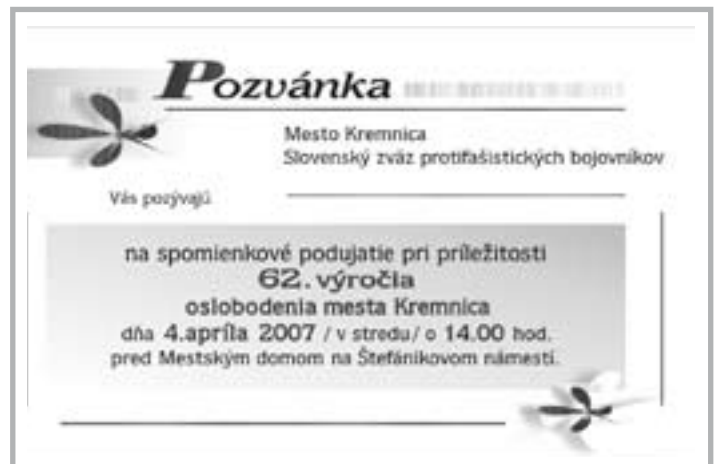 Pozvánka
Mesto Kremnica
Slovenský zväz protifašistických bojovníkov
Vás pozývajú
na spomienkové podujatie pri príležitosti
62. výročia
oslobodenia mesta Kremnica
dňa 4.apríla 2007 / v stredu/ o 14.00 hod.
pred Mestským domom na Štefánikovom námestí.